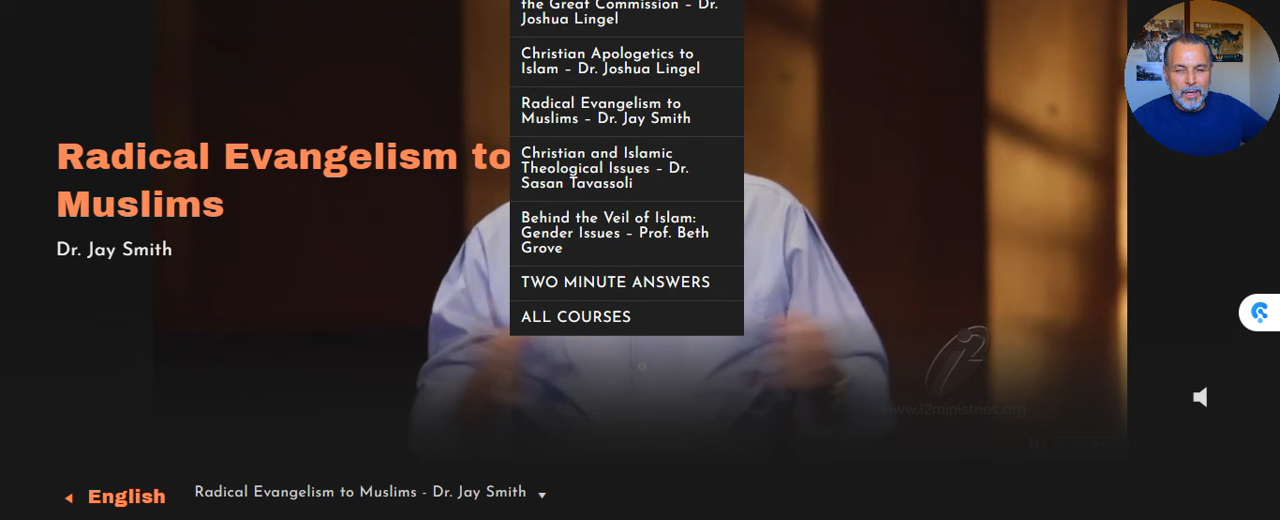 the Great Commission – Dr.
Joshua Lingel
Christian Apologetics to
Islam – Dr. Joshua Lingel
Radical Evangelism to
Muslims – Dr. Jay Smith
Christian and Islamic
Theological Issues – Dr.
Sasan Tavassoli
Behind the Veil of Islam:
Gender Issues – Prof. Beth
Grove
TWO MINUTE ANSWERS
ALL COURSES
Radical Evangelism to
Muslims
Dr. Jay Smith
i2
www.i2ministries.org
English
Radical Evangelism to Muslims - Dr. Jay Smith